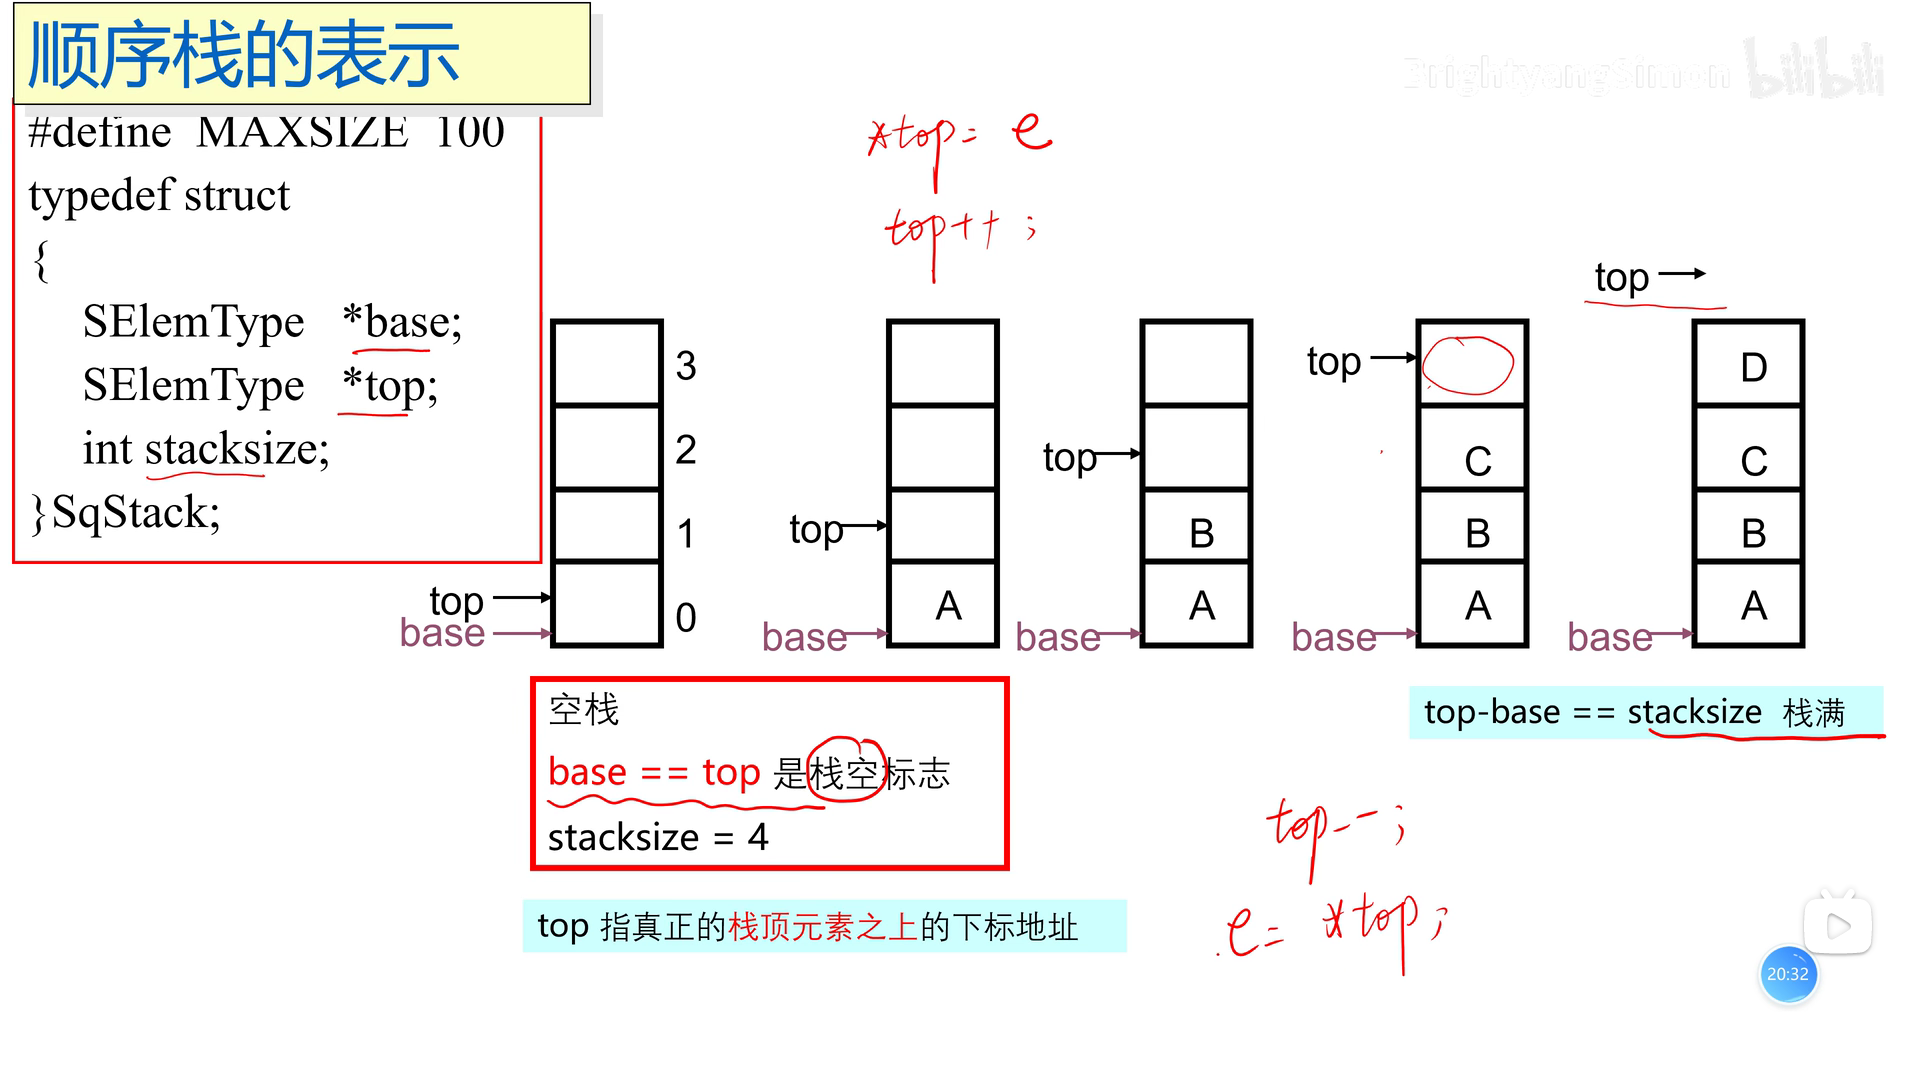 顺序栈的表示
BrightyangSimon
bilibili
#define MAXSIZE 100
typedef struct
{
SElemType *base;
SElemType *top;
int stacksize;
}SqStack;
*top= e
top++ ;
3
2
1
0
top
base
top
A
base
top
B
A
base
top
C
B
A
base
top
D
C
B
A
base
空栈
base == top 是栈空标志
stacksize = 4
top-base == stacksize 栈满
top 指真正的栈顶元素之上的下标地址
top--;
e= *top;
20:32